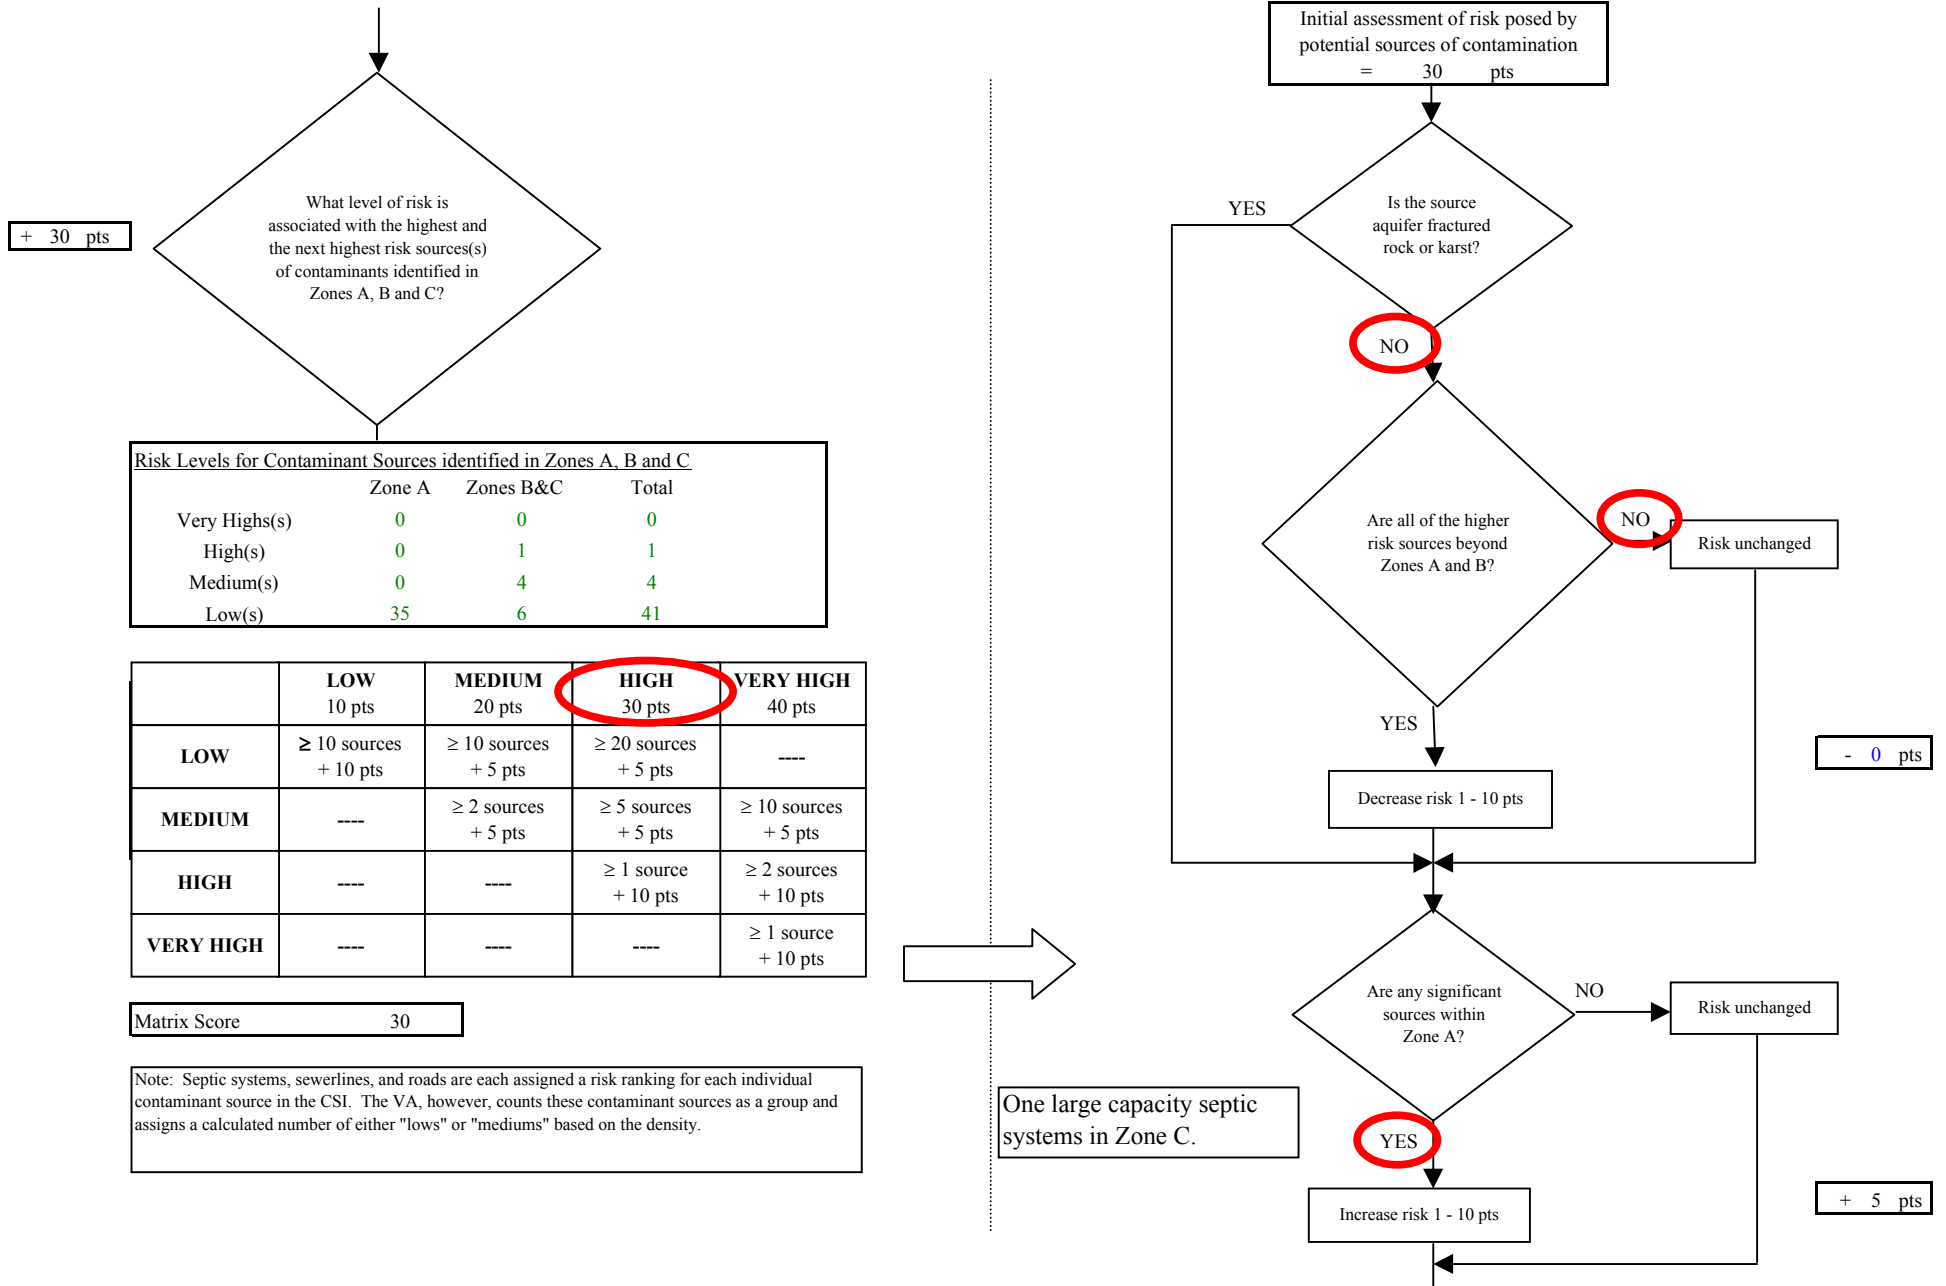 + 30 pts
What level of risk is
associated with the highest and
the next highest risk sources(s)
of contaminants identified in
Zones A, B and C?
Risk Levels for Contaminant Sources identified in Zones A, B and C
Zone A Zones B&C Total
Very Highs(s) 0 0 0
High(s) 0 1 1
Medium(s) 0 4 4
Low(s) 35 6 41
LOW MEDIUM HIGH VERY HIGH
10 pts 20 pts 30 pts 40 pts
LOW ≥ 10 sources ≥ 10 sources ≥ 20 sources ----
+ 10 pts + 5 pts + 5 pts
MEDIUM ---- ≥ 2 sources ≥ 5 sources ≥ 10 sources
+ 5 pts + 5 pts + 5 pts
HIGH ---- ---- ≥ 1 source ≥ 2 sources
+ 10 pts + 10 pts
VERY HIGH ---- ---- ---- ≥ 1 source
+ 10 pts
Matrix Score 30
Note: Septic systems, sewerlines, and roads are each assigned a risk ranking for each individual
contaminant source in the CSI. The VA, however, counts these contaminant sources as a group and
assigns a calculated number of either "lows" or "mediums" based on the density.
Initial assessment of risk posed by
potential sources of contamination
= 30 pts
Is the source
aquifer fractured
rock or karst?
YES
NO
Are all of the higher
risk sources beyond
Zones A and B?
NO
Risk unchanged
YES
Decrease risk 1 - 10 pts
- 0 pts
Are any significant
sources within
Zone A?
NO
Risk unchanged
One large capacity septic
systems in Zone C.
YES
Increase risk 1 - 10 pts
+ 5 pts